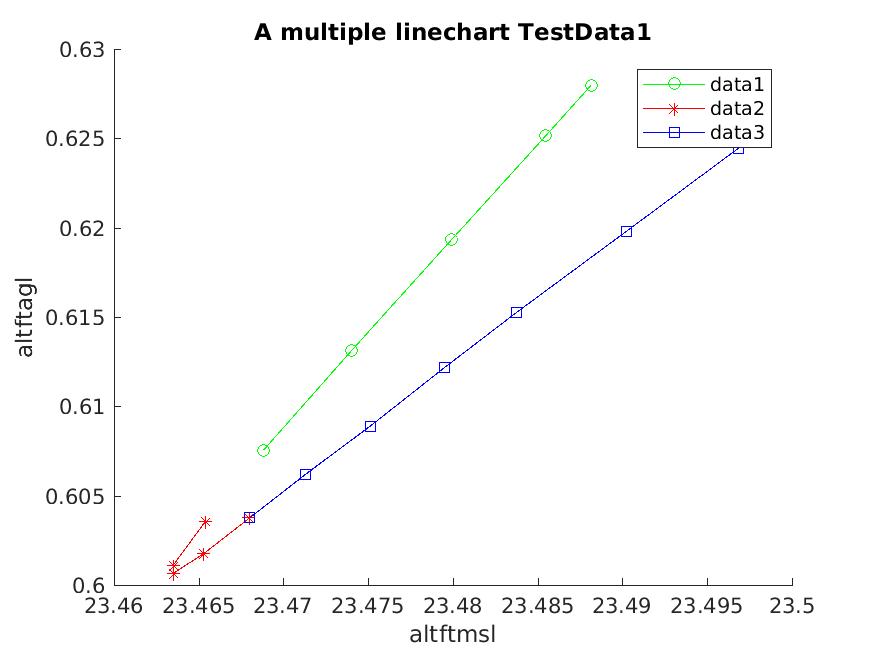 A multiple linechart TestData1
0.63
0.625
0.62
0.615
0.61
0.605
0.6
altftagl
data1
data2
data3
23.46 23.465 23.47 23.475 23.48 23.485 23.49 23.495 23.5
altftmsl